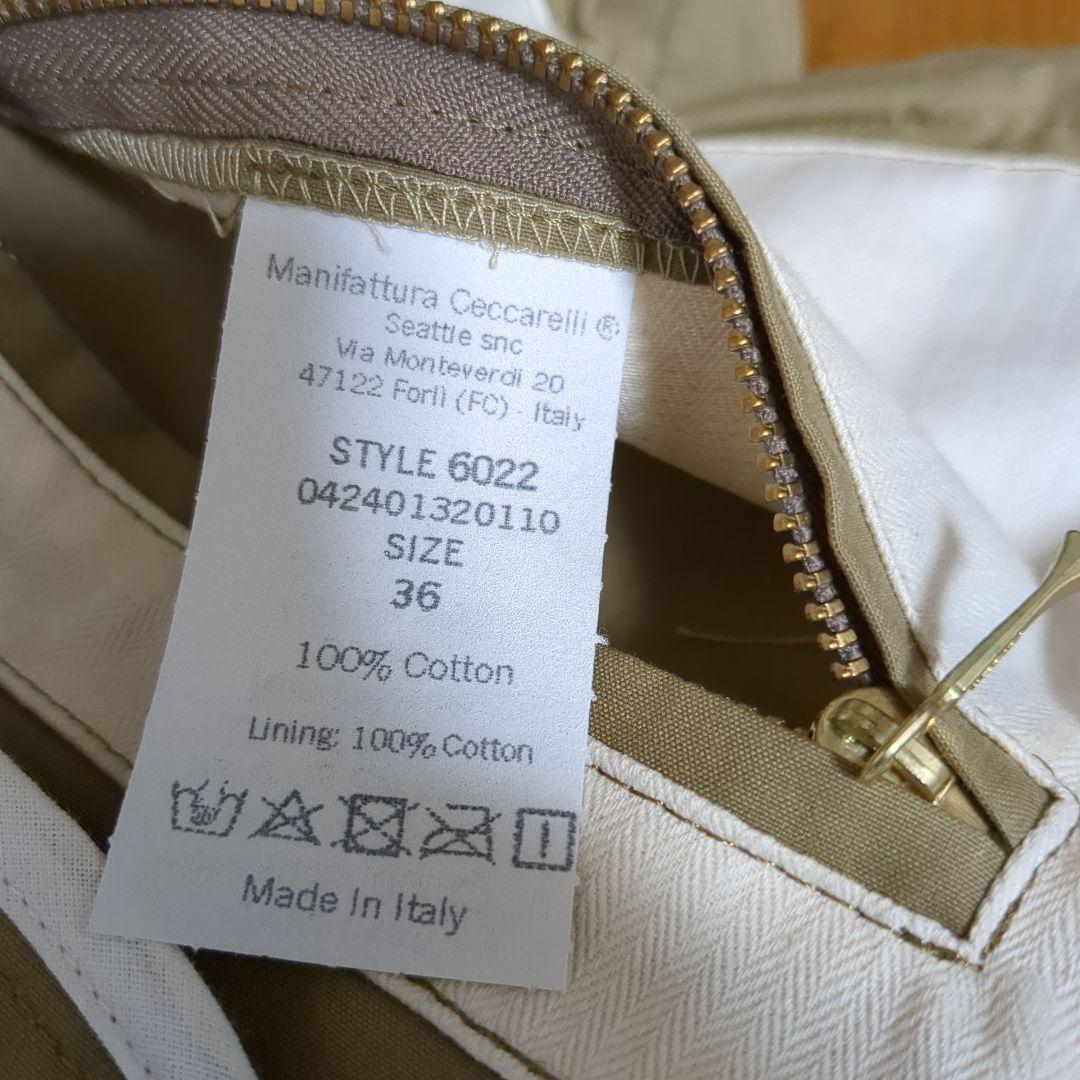 Manifattura Ceccarelli ®
Seattle snc
Via Monteverdi 20
47122 Forlì (FC) - Italy
STYLE 6022
042401320110
SIZE
36
100% Cotton
Lining: 100% Cotton
Made In Italy